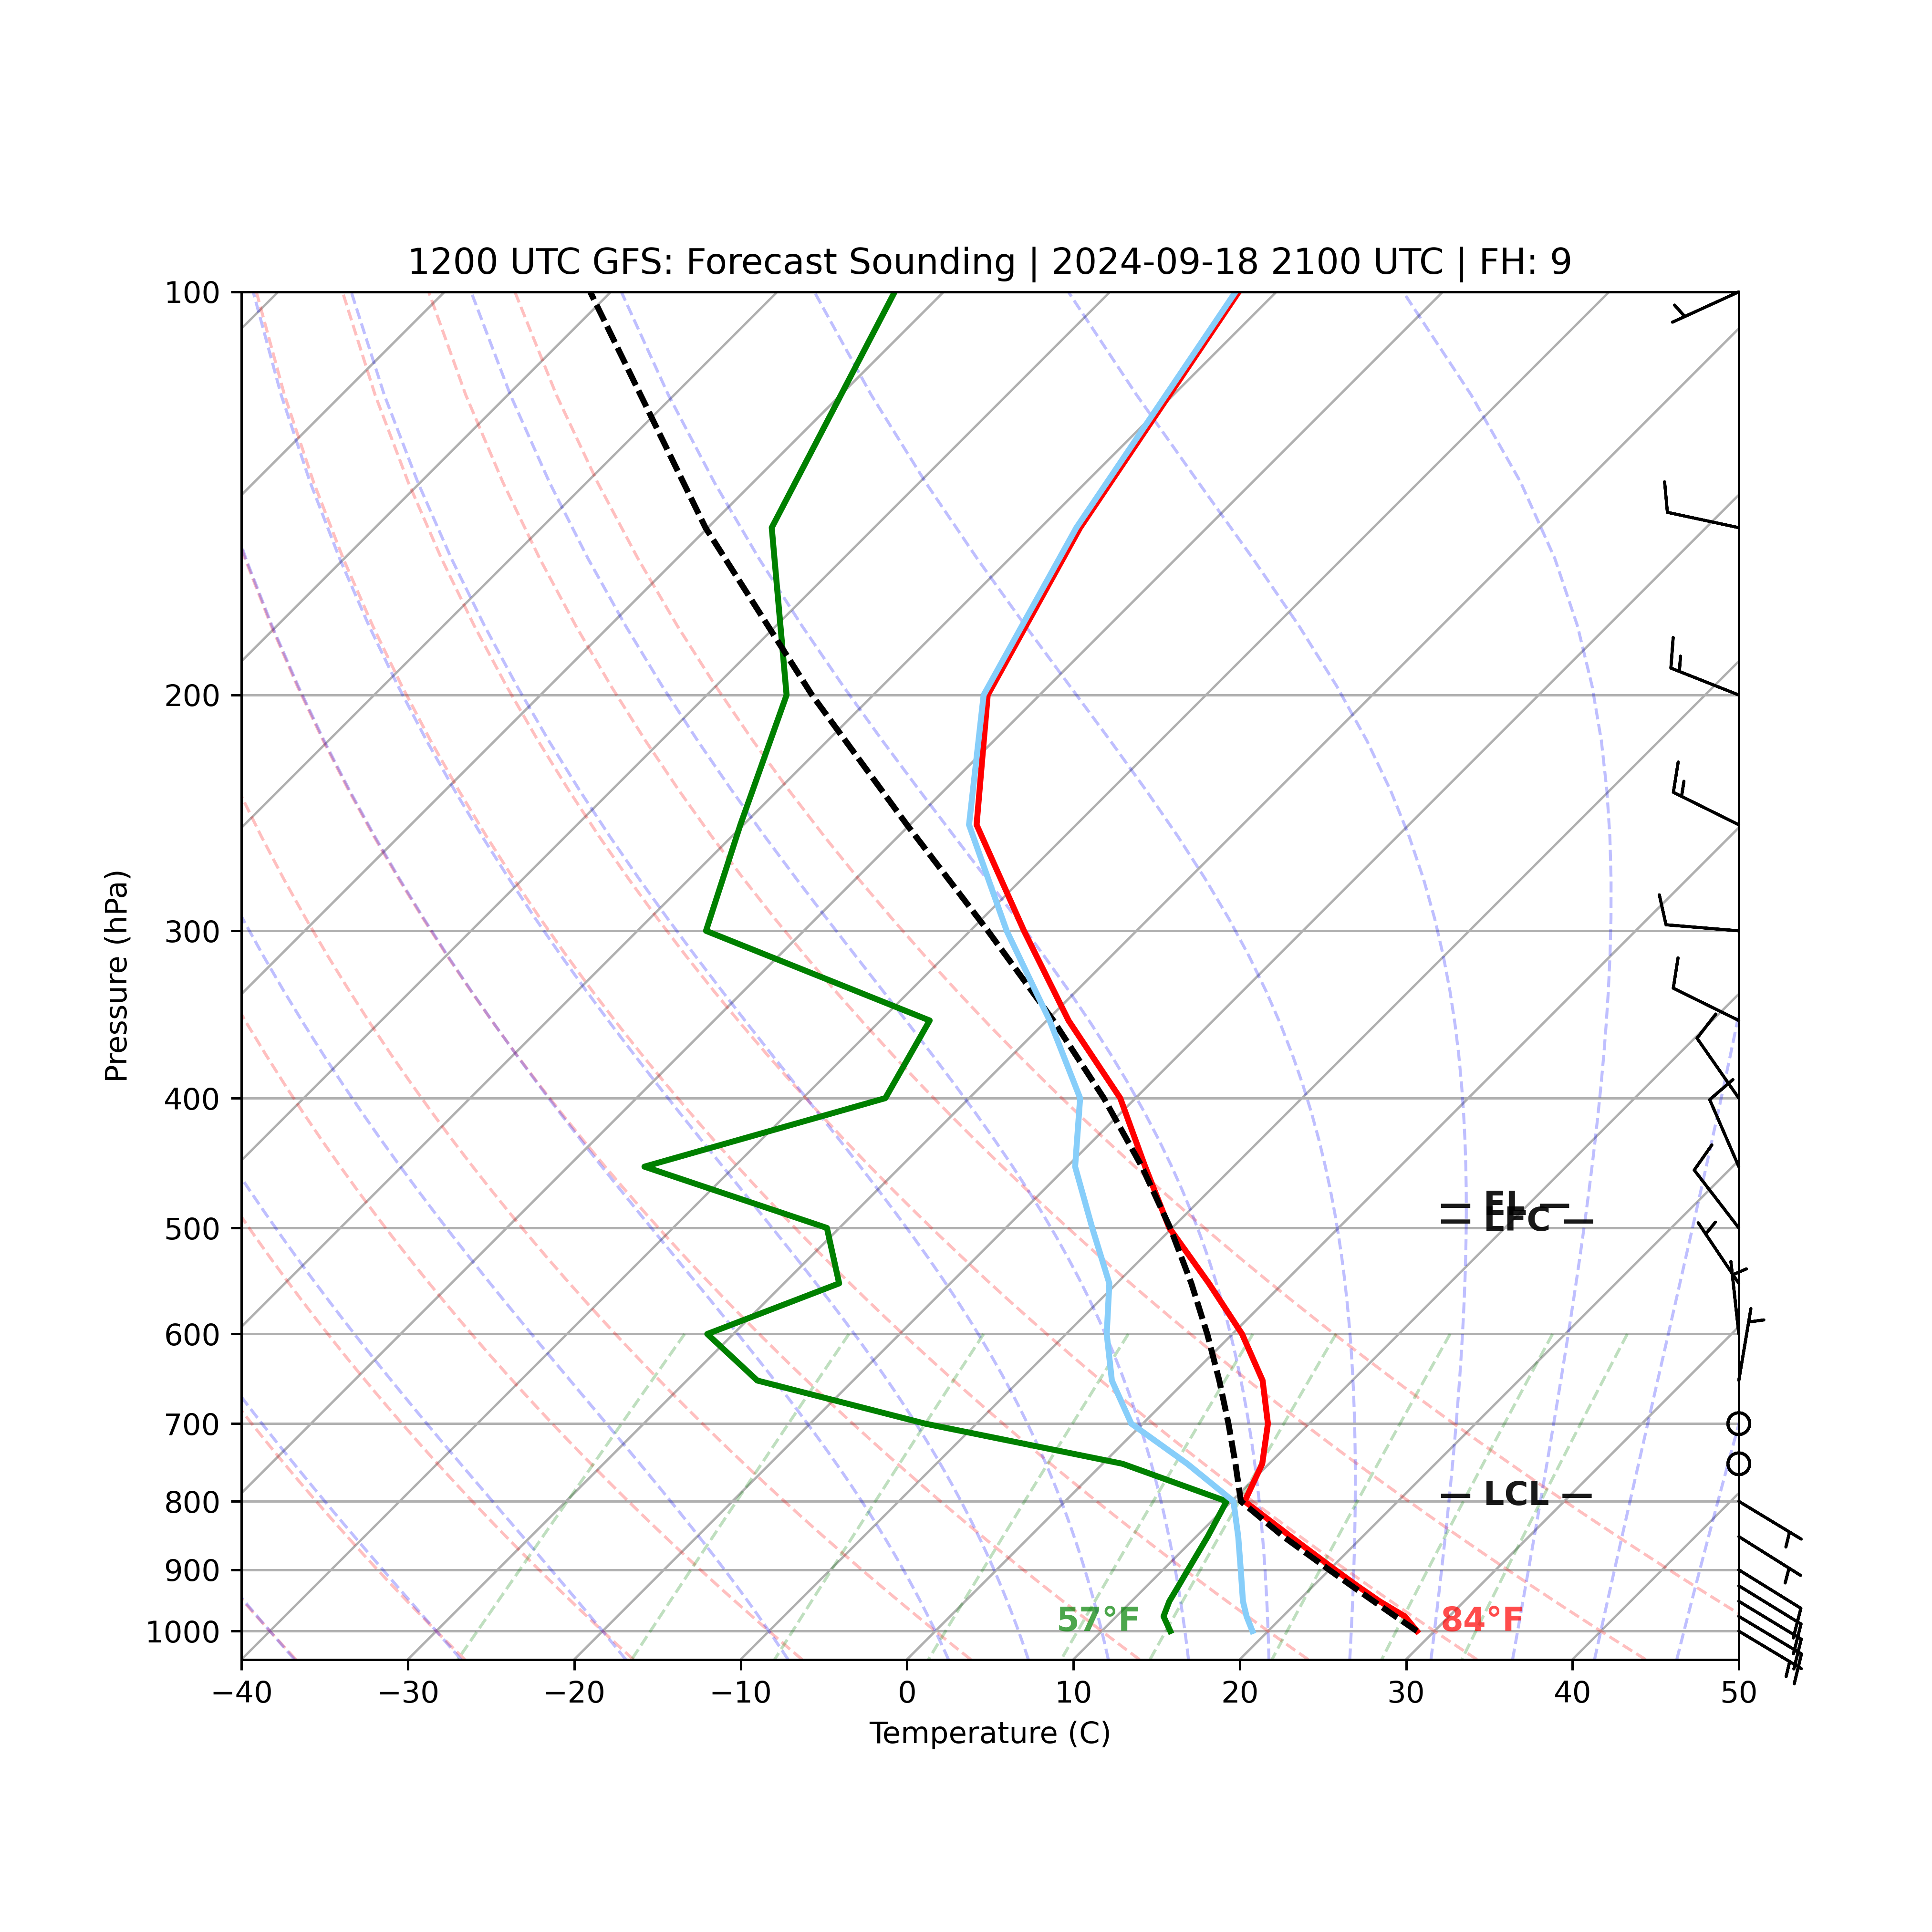 1200 UTC GFS: Forecast Sounding | 2024-09-18 2100 UTC | FH: 9
100
200
300
400
500
600
700
800
900
1000
Pressure (hPa)
— EL —
— LFC —
— LCL —
57°F
84°F
−40 −30 −20 −10 0 10 20 30 40 50
Temperature (C)